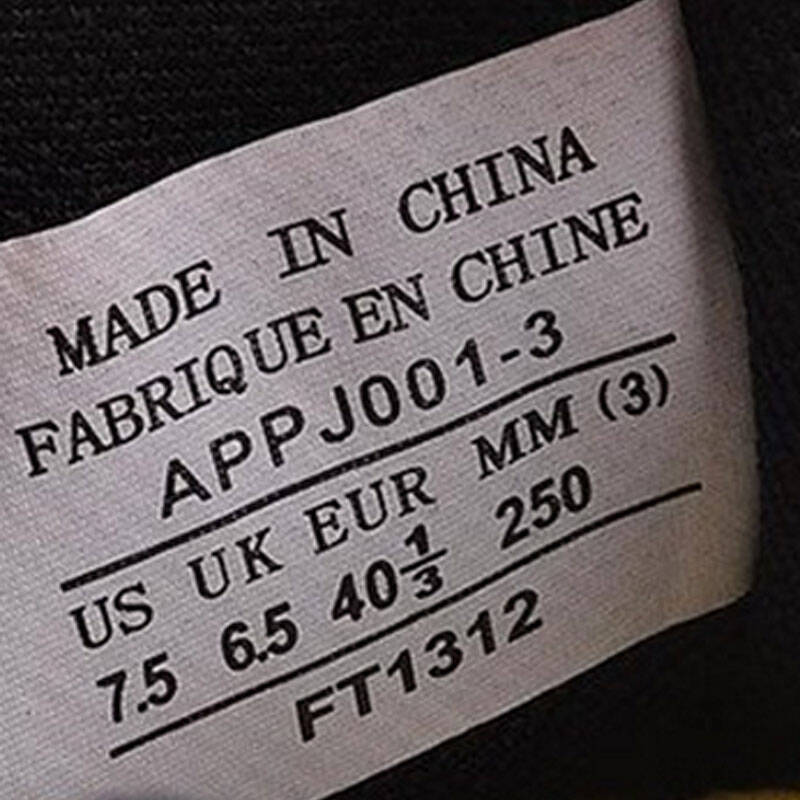 MADE IN CHINA
FABRIQUE EN CHINE
APPJ001-3
US UK EUR MM (3)
7.5 6.5 40⅓ 250
FT1312